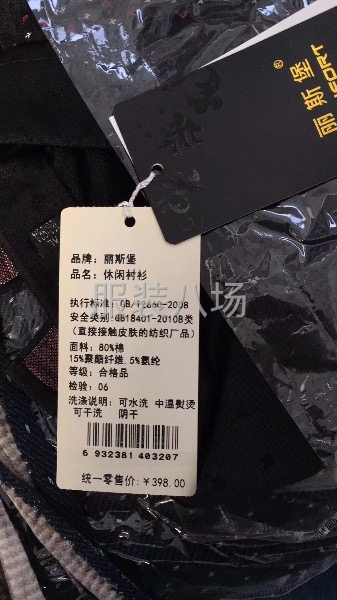 丽斯堡®
品牌：丽斯堡
品名：休闲衬衫
执行标准：GB/T2660-2008
安全类别：GB18401-2010B类
（直接接触皮肤的纺织厂品）
面料：80%棉
15%聚酯纤维 5%氨纶
等级：合格品
检验：06
洗涤说明：可水洗 中温熨烫
可干洗 阴干
6 932381 403207
统一零售价：￥398.00
服装八场